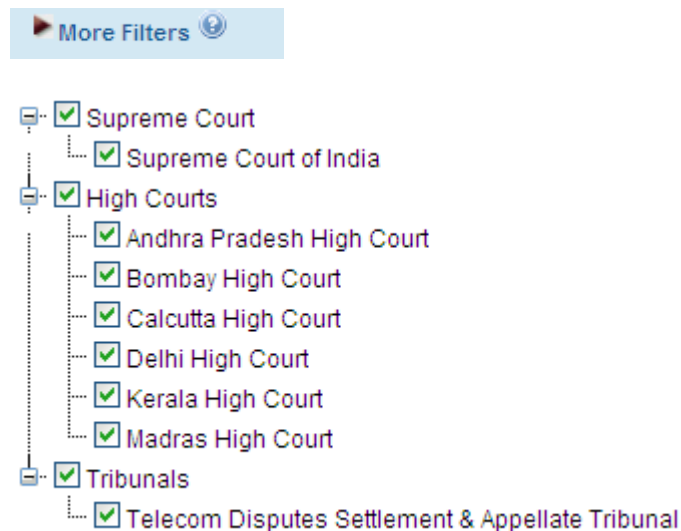 More Filters
Supreme Court
Supreme Court of India
High Courts
Andhra Pradesh High Court
Bombay High Court
Calcutta High Court
Delhi High Court
Kerala High Court
Madras High Court
Tribunals
Telecom Disputes Settlement & Appellate Tribunal